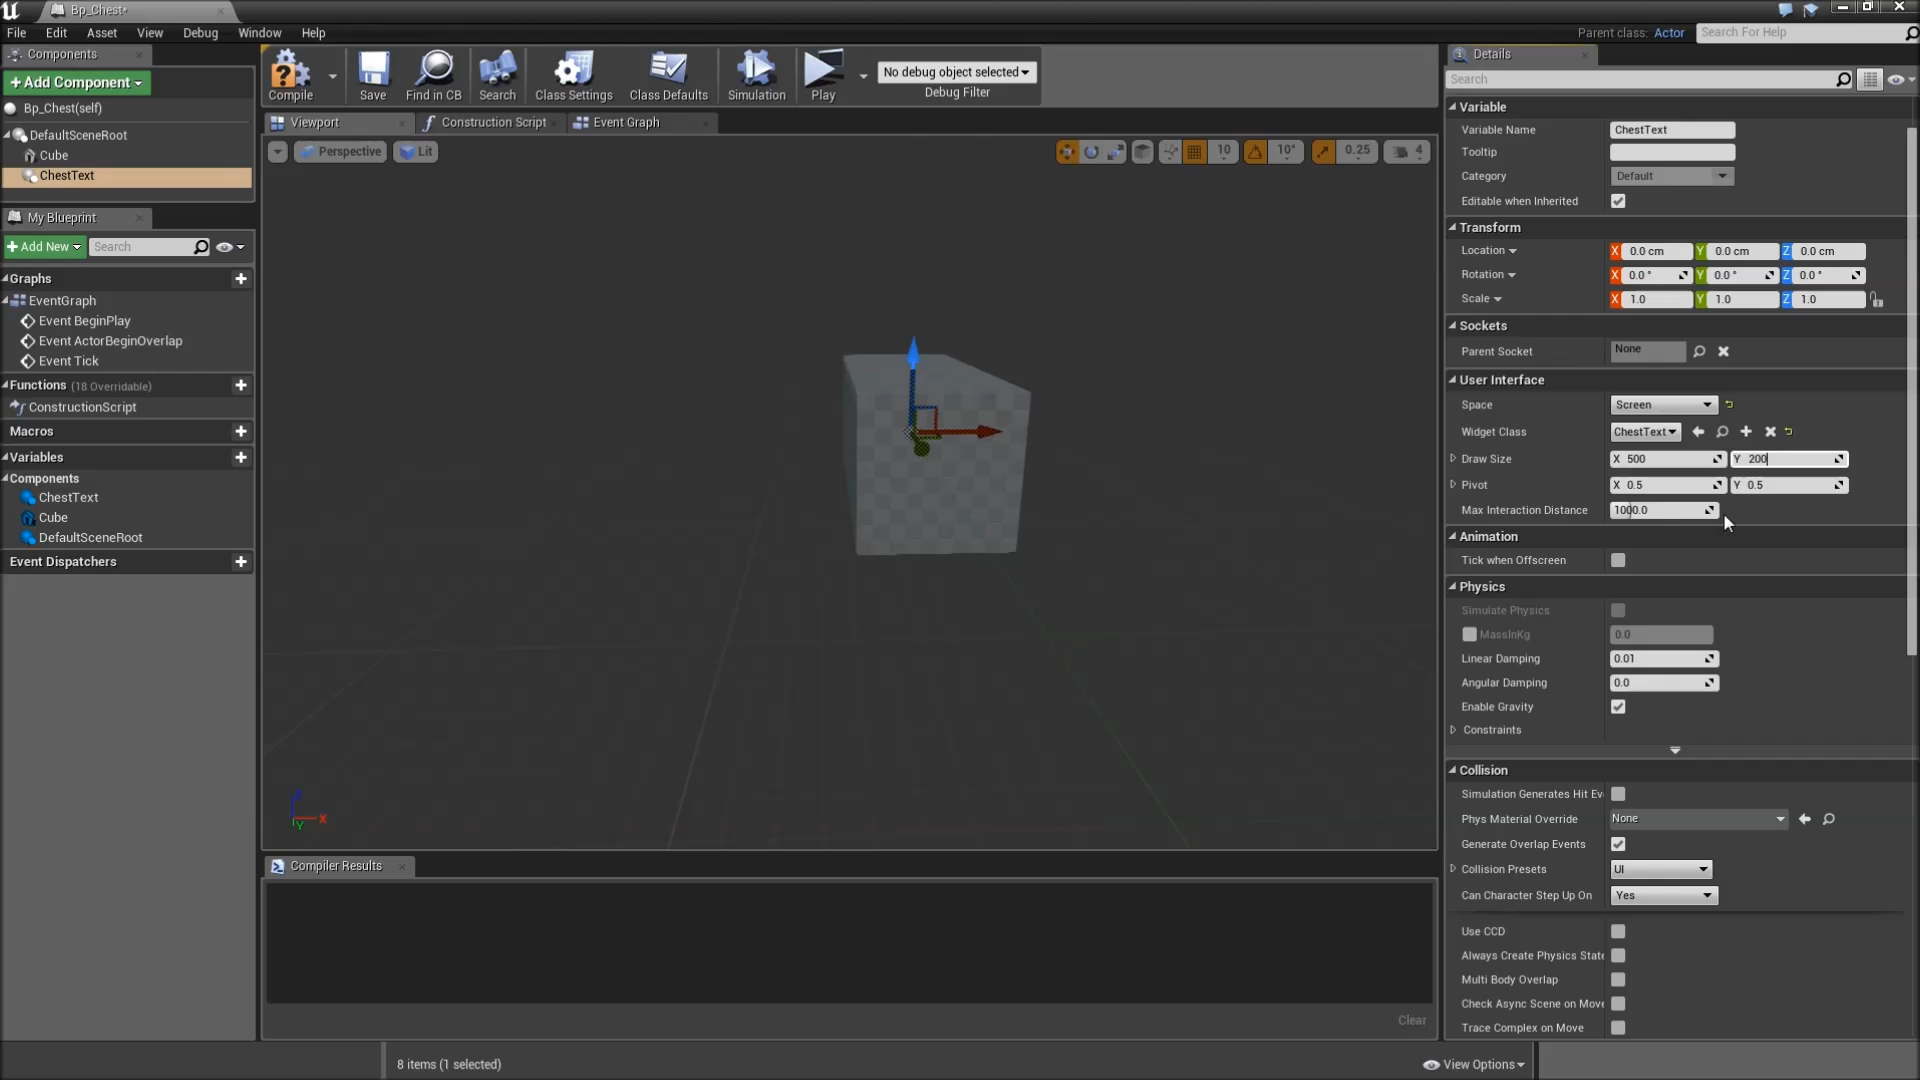 Bp_Chest*
File Edit Asset View Debug Window Help
Parent class: Actor
Search For Help
Components
+Add Component
Bp_Chest(self)
DefaultSceneRoot
Cube
ChestText
My Blueprint
+Add New
Search
Graphs
EventGraph
Event BeginPlay
Event ActorBeginOverlap
Event Tick
Functions (18 Overridable)
ConstructionScript
Macros
Variables
Components
ChestText
Cube
DefaultSceneRoot
Event Dispatchers
Compile
Save
Find in CB
Search
Class Settings
Class Defaults
Simulation
Play
No debug object selected
Debug Filter
Viewport
Construction Script
Event Graph
Perspective
Lit
10
10°
0.25
4
Z
X
Y
Compiler Results
Clear
8 items (1 selected)
View Options
Details
Search
Variable
Variable Name ChestText
Tooltip
Category Default
Editable when Inherited
Transform
Location X 0.0 cm Y 0.0 cm Z 0.0 cm
Rotation X 0.0 ° Y 0.0 ° Z 0.0 °
Scale X 1.0 Y 1.0 Z 1.0
Sockets
Parent Socket None
User Interface
Space Screen
Widget Class ChestText
Draw Size X 500 Y 200
Pivot X 0.5 Y 0.5
Max Interaction Distance 1000.0
Animation
Tick when Offscreen
Physics
Simulate Physics
MassInKg 0.0
Linear Damping 0.01
Angular Damping 0.0
Enable Gravity
Constraints
Collision
Simulation Generates Hit Ev
Phys Material Override None
Generate Overlap Events
Collision Presets UI
Can Character Step Up On Yes
Use CCD
Always Create Physics State
Multi Body Overlap
Check Async Scene on Move
Trace Complex on Move